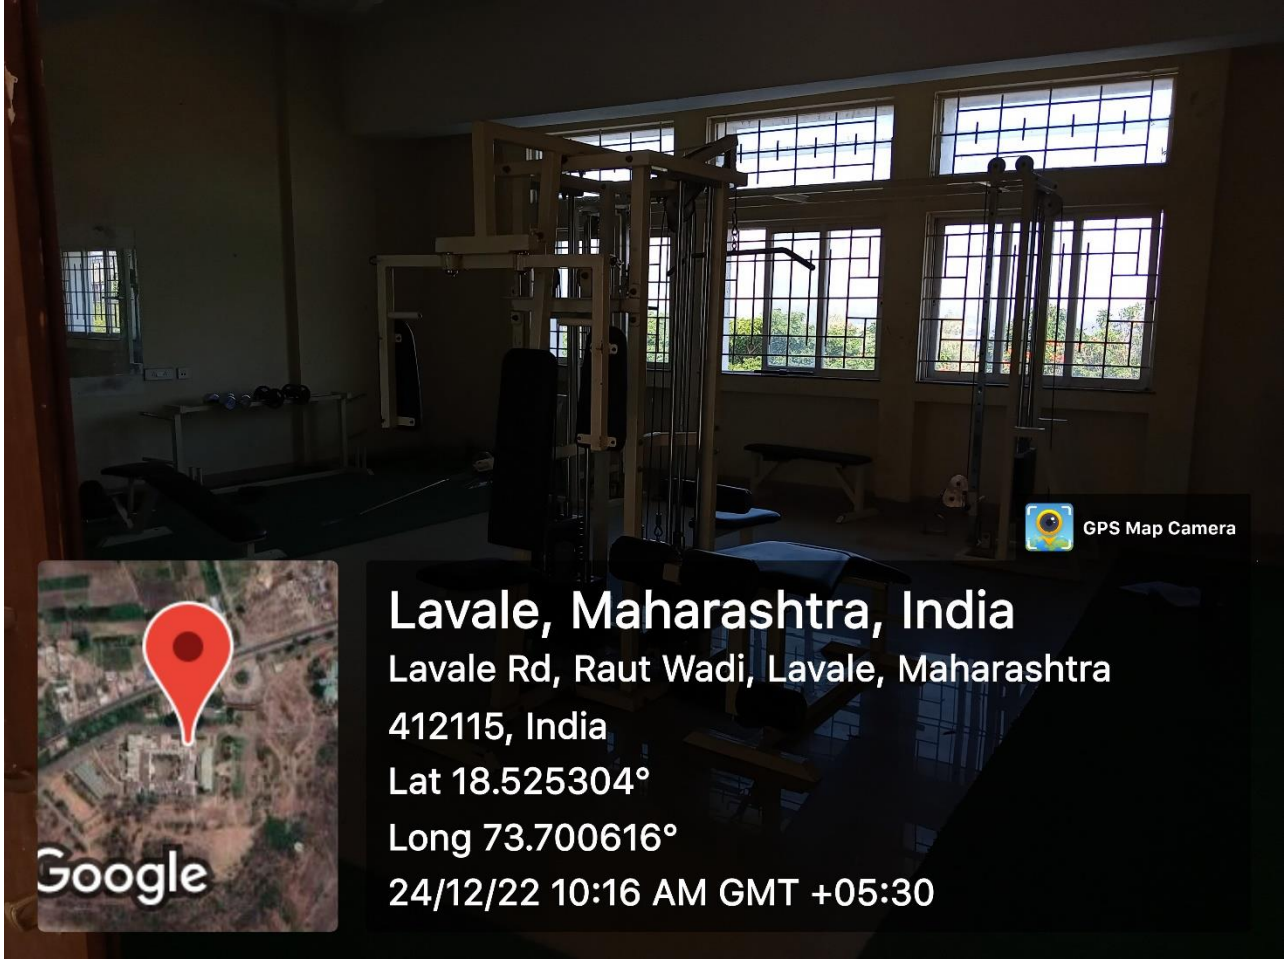 GPS Map Camera
Lavale, Maharashtra, India
Lavale Rd, Raut Wadi, Lavale, Maharashtra
412115, India
Lat 18.525304°
Long 73.700616°
24/12/22 10:16 AM GMT +05:30
Google